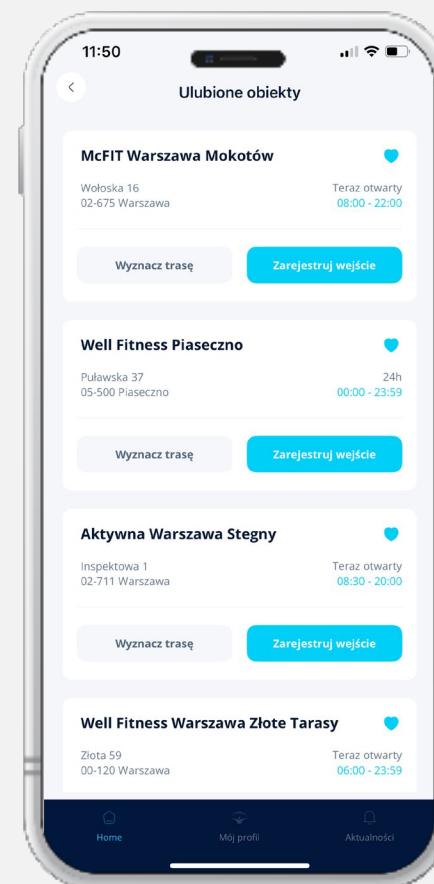 11:50
Ulubione obiekty
McFIT Warszawa Mokotów
Wołoska 16
Teraz otwarty
02-675 Warszawa
08:00 - 22:00
Wyznacz trasę
Zarejestruj wejście
Well Fitness Piaseczno
Puławska 37
24h
05-500 Piaseczno
00:00 - 23:59
Wyznacz trasę
Zarejestruj wejście
Aktywna Warszawa Stegny
Inspektowa 1
Teraz otwarty
02-711 Warszawa
08:30 - 20:00
Wyznacz trasę
Zarejestruj wejście
Well Fitness Warszawa Złote Tarasy
Złota 59
Teraz otwarty
00-120 Warszawa
06:00 - 23:59
Home
Mój profil
Aktualności